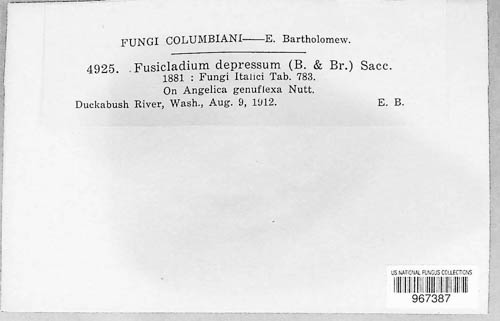 FUNGI COLUMBIANI—E. Bartholomew.
4925. Fusicladium depressum (B. & Br.) Sacc.
1881 : Fungi Italici Tab. 783.
On Angelica genuflexa Nutt.
Duckabush River, Wash., Aug. 9, 1912. E. B.
US NATIONAL FUNGUS COLLECTIONS
967387